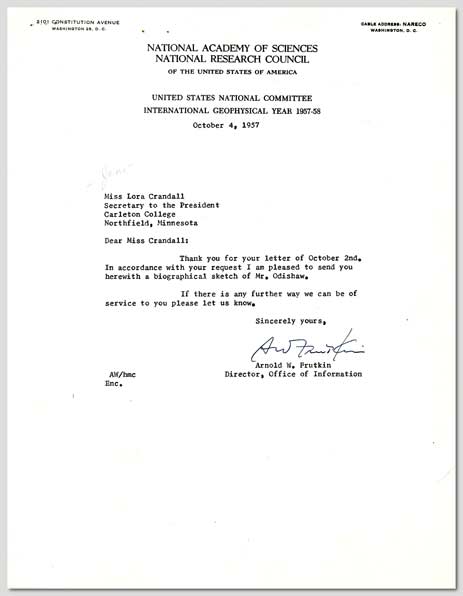 2101 CONSTITUTION AVENUE
WASHINGTON 25, D. C.
CABLE ADDRESS: NARECO
WASHINGTON, D. C.
NATIONAL ACADEMY OF SCIENCES
NATIONAL RESEARCH COUNCIL
OF THE UNITED STATES OF AMERICA
UNITED STATES NATIONAL COMMITTEE
INTERNATIONAL GEOPHYSICAL YEAR 1957-58
October 4, 1957
Miss Lora Crandall
Secretary to the President
Carleton College
Northfield, Minnesota
Dear Miss Crandall:
Thank you for your letter of October 2nd.
In accordance with your request I am pleased to send you
herewith a biographical sketch of Mr. Odishaw.
If there is any further way we can be of
service to you please let us know.
Sincerely yours,
AW Frutkin
Arnold W. Frutkin
Director, Office of Information
AW/hmc
Enc.